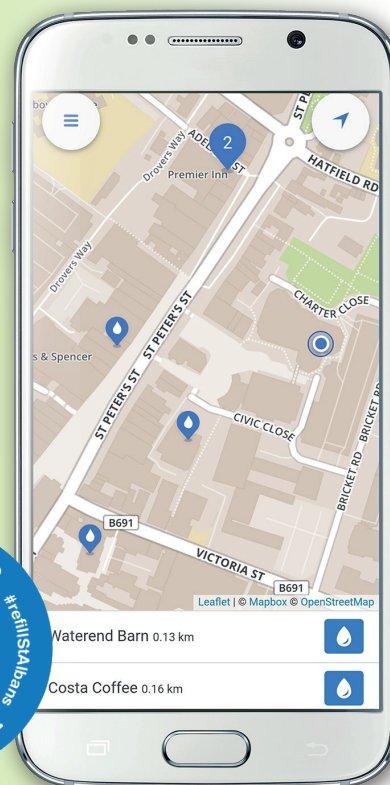 2
ST PE
HATFIELD RD
Drovers Way
Premier Inn
Drovers Way
CHARTER CLOSE
s & Spencer
ST PETER'S ST
ST PETER'S ST
CIVIC CLOSE
BRICKET RD
BRICKET RD
B691
VICTORIA ST
B691
Leaflet | © Mapbox © OpenStreetMap
Waterend Barn 0.13 km
Costa Coffee 0.16 km
#refillStAlbans